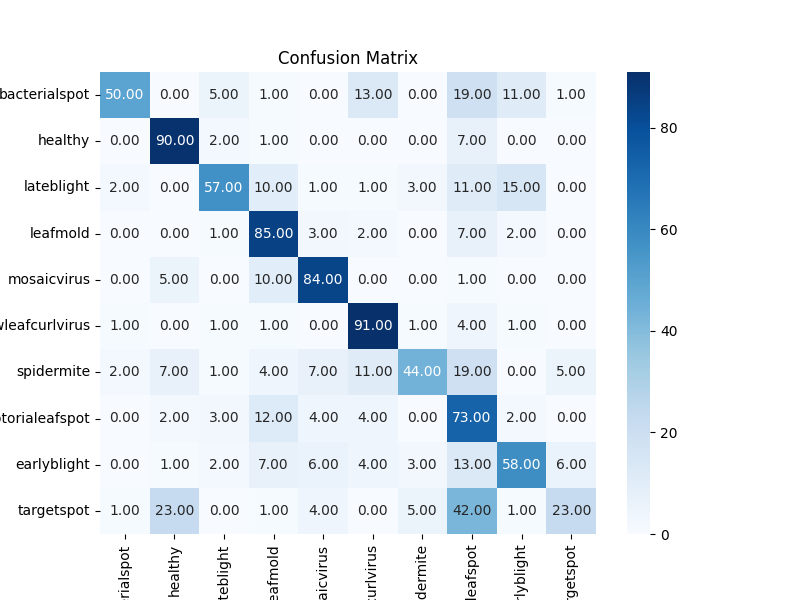 Confusion Matrix
bacterialspot 50.00 0.00 5.00 1.00 0.00 13.00 0.00 19.00 11.00 1.00
healthy 0.00 90.00 2.00 1.00 0.00 0.00 0.00 7.00 0.00 0.00
lateblight 2.00 0.00 57.00 10.00 1.00 1.00 3.00 11.00 15.00 0.00
leafmold 0.00 0.00 1.00 85.00 3.00 2.00 0.00 7.00 2.00 0.00
mosaicvirus 0.00 5.00 0.00 10.00 84.00 0.00 0.00 1.00 0.00 0.00
wleafcurlvirus 1.00 0.00 1.00 1.00 0.00 91.00 1.00 4.00 1.00 0.00
spidermite 2.00 7.00 1.00 4.00 7.00 11.00 44.00 19.00 0.00 5.00
torialeafspot 0.00 2.00 3.00 12.00 4.00 4.00 0.00 73.00 2.00 0.00
earlyblight 0.00 1.00 2.00 7.00 6.00 4.00 3.00 13.00 58.00 6.00
targetspot 1.00 23.00 0.00 1.00 4.00 0.00 5.00 42.00 1.00 23.00
rialspot healthy teblight eafmold aicvirus curlvirus dermite leafspot rlyblight rgetspot
80
60
40
20
0